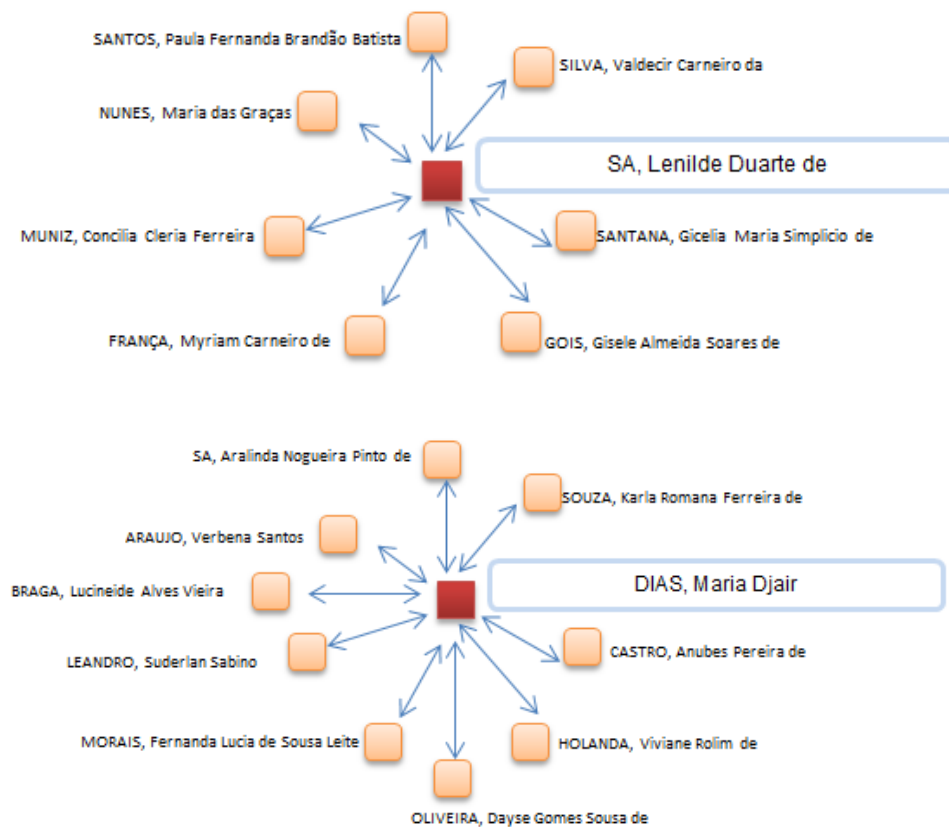 SANTOS, Paula Fernanda Brandão Batista
SILVA, Valdecir Carneiro da
NUNES, Maria das Graças
SA, Lenilde Duarte de
MUNIZ, Concilia Cleria Ferreira
SANTANA, Gicelia Maria Simplicio de
FRANÇA, Myriam Carneiro de
GOIS, Gisele Almeida Soares de
SA, Aralinda Nogueira Pinto de
SOUZA, Karla Romana Ferreira de
ARAUJO, Verbena Santos
BRAGA, Lucineide Alves Vieira
DIAS, Maria Djair
LEANDRO, Suderlan Sabino
CASTRO, Anubes Pereira de
MORAIS, Fernanda Lucia de Sousa Leite
HOLANDA, Viviane Rolim de
OLIVEIRA, Dayse Gomes Sousa de